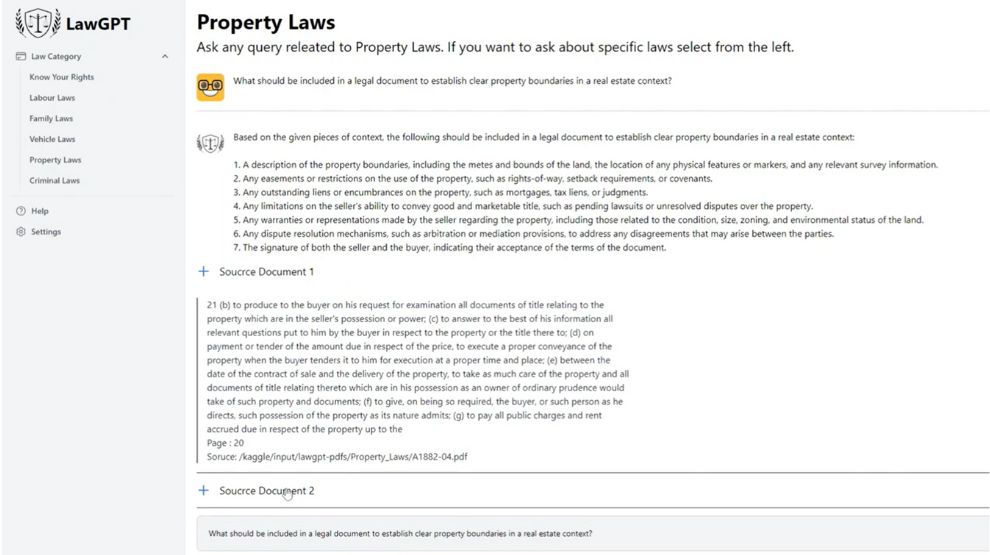 LawGPT
Law Category
Know Your Rights
Labour Laws
Family Laws
Vehicle Laws
Property Laws
Criminal Laws
Help
Settings
Property Laws
Ask any query releated to Property Laws. If you want to ask about specific laws select from the left.
What should be included in a legal document to establish clear property boundaries in a real estate context?
Based on the given pieces of context, the following should be included in a legal document to establish clear property boundaries in a real estate context:
1. A description of the property boundaries, including the metes and bounds of the land, the location of any physical features or markers, and any relevant survey information.
2. Any easements or restrictions on the use of the property, such as rights-of-way, setback requirements, or covenants.
3. Any outstanding liens or encumbrances on the property, such as mortgages, tax liens, or judgments.
4. Any limitations on the seller's ability to convey good and marketable title, such as pending lawsuits or unresolved disputes over the property.
5. Any warranties or representations made by the seller regarding the property, including those related to the condition, size, zoning, and environmental status of the land.
6. Any dispute resolution mechanisms, such as arbitration or mediation provisions, to address any disagreements that may arise between the parties.
7. The signature of both the seller and the buyer, indicating their acceptance of the terms of the document.
+ Soucrce Document 1
21 (b) to produce to the buyer on his request for examination all documents of title relating to the
property which are in the seller's possession or power; (c) to answer to the best of his information all
relevant questions put to him by the buyer in respect to the property or the title there to; (d) on
payment or tender of the amount due in respect of the price, to execute a proper conveyance of the
property when the buyer tenders it to him for execution at a proper time and place; (e) between the
date of the contract of sale and the delivery of the property, to take as much care of the property and all
documents of title relating thereto which are in his possession as an owner of ordinary prudence would
take of such property and documents; (f) to give, on being so required, the buyer, or such person as he
directs, such possession of the property as its nature admits; (g) to pay all public charges and rent
accrued due in respect of the property up to the
Page : 20
Soruce: /kaggle/input/lawgpt-pdfs/Property_Laws/A1882-04.pdf
+ Soucrce Document 2
What should be included in a legal document to establish clear property boundaries in a real estate context?